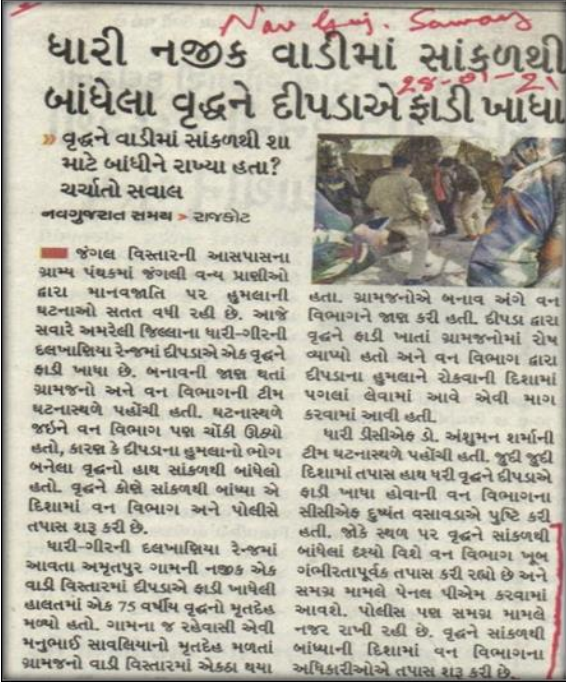 Nav Guj. Samay
28-01-21
ધારી નજીક વાડીમાં સાંકળથી
બાંધેલા વૃદ્ધને દીપડાએ ફાડી ખાધા
» વૃદ્ધને વાડીમાં સાંકળથી શા
માટે બાંધીને રાખ્યા હતા?
ચર્ચાતો સવાલ
નવગુજરાત સમય > રાજકોટ
જંગલ વિસ્તારની આસપાસના
ગ્રામ્ય પંથકમાં જંગલી વન્ય પ્રાણીઓ
દ્વારા માનવજાતિ પર હુમલાની
ઘટનાઓ સતત વધી રહી છે. આજે
સવારે અમરેલી જિલ્લાના ધારી-ગીરની
દલખાણિયા રેન્જમાં દીપડાએ એક વૃદ્ધને
ફાડી ખાધા છે. બનાવની જાણ થતાં
ગ્રામજનો અને વન વિભાગની ટીમ
ઘટનાસ્થળે પહોંચી હતી. ઘટનાસ્થળે
જઇને વન વિભાગ પણ ચોંકી ઊઠ્યો
હતો, કારણ કે દીપડાના હુમલાનો ભોગ
બનેલા વૃદ્ધનો હાથ સાંકળથી બાંધેલો
હતો. વૃદ્ધને કોણે સાંકળથી બાંધ્યા એ
દિશામાં વન વિભાગ અને પોલીસે
તપાસ શરૂ કરી છે.
ધારી-ગીરની દલખાણિયા રેન્જમાં
આવતા અમૃતપુર ગામની નજીક એક
વાડી વિસ્તારમાં દીપડાએ ફાડી ખાધેલી
હાલતમાં એક 75 વર્ષીય વૃદ્ધનો મૃતદેહ
મળ્યો હતો. ગામના જ રહેવાસી એવી
મનુભાઈ સાવલિયાનો મૃતદેહ મળતાં
ગ્રામજનો વાડી વિસ્તારમાં એકઠા થયા
હતા. ગ્રામજનોએ બનાવ અંગે વન
વિભાગને જાણ કરી હતી. દીપડા દ્વારા
વૃદ્ધને ફાડી ખાતાં ગ્રામજનોમાં રોષ
વ્યાપ્યો હતો અને વન વિભાગ દ્વારા
દીપડાના હુમલાને રોકવાની દિશામાં
પગલાં લેવામાં આવે એવી માગ
કરવામાં આવી હતી.
ધારી ડીસીએફ ડો. અંશુમન શર્માની
ટીમ ઘટનાસ્થળે પહોંચી હતી. જુદી જુદી
દિશામાં તપાસ હાથ ધરી વૃદ્ધને દીપડાએ
ફાડી ખાધા હોવાની વન વિભાગના
સીસીએફ દુષ્યંત વસાવડાએ પુષ્ટિ કરી
હતી. જોકે સ્થળ પર વૃદ્ધને સાંકળથી
બાંધેલાં દૃશ્યો વિશે વન વિભાગ ખૂબ
ગંભીરતાપૂર્વક તપાસ કરી રહ્યો છે અને
સમગ્ર મામલે પેનલ પીએમ કરવામાં
આવશે. પોલીસ પણ સમગ્ર મામલે
નજર રાખી રહી છે. વૃદ્ધને સાંકળથી
બાંધ્યાની દિશામાં વન વિભાગના
અધિકારીઓએ તપાસ શરૂ કરી છે.